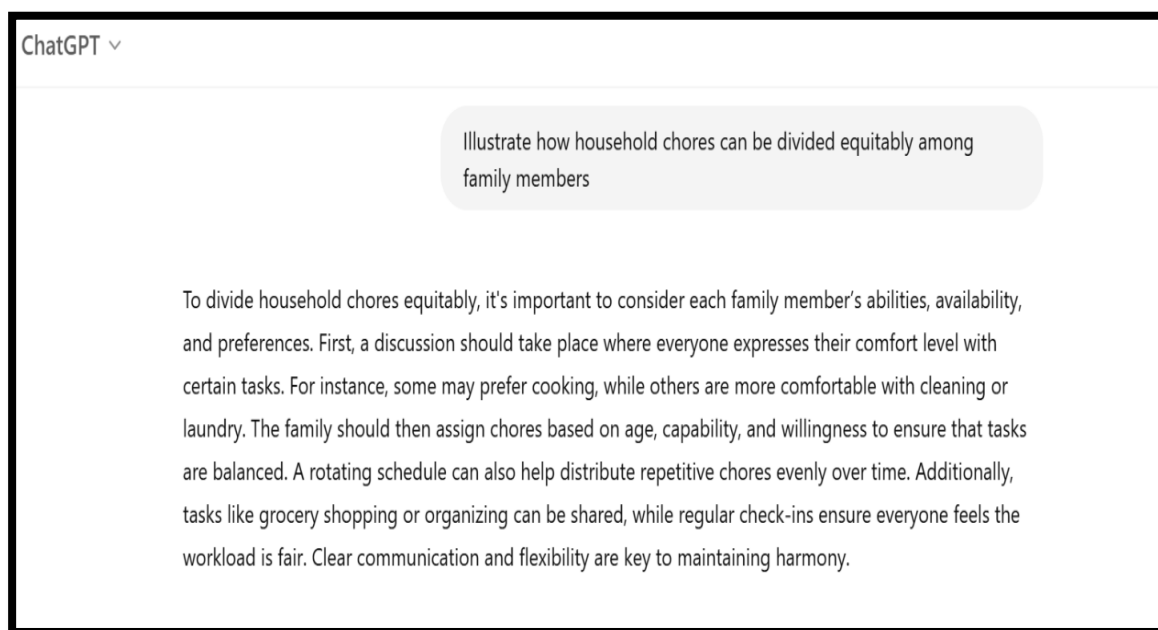 ChatGPT
Illustrate how household chores can be divided equitably among
family members
To divide household chores equitably, it's important to consider each family member’s abilities, availability,
and preferences. First, a discussion should take place where everyone expresses their comfort level with
certain tasks. For instance, some may prefer cooking, while others are more comfortable with cleaning or
laundry. The family should then assign chores based on age, capability, and willingness to ensure that tasks
are balanced. A rotating schedule can also help distribute repetitive chores evenly over time. Additionally,
tasks like grocery shopping or organizing can be shared, while regular check-ins ensure everyone feels the
workload is fair. Clear communication and flexibility are key to maintaining harmony.